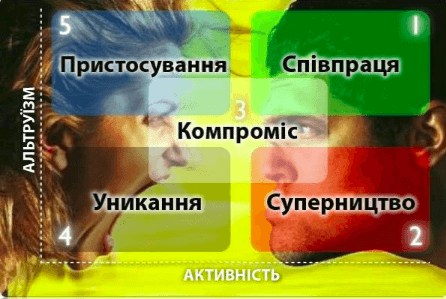 5
1
Пристосування
Співпраця
3
Компроміс
Уникання
Суперництво
4
2
АЛЬТРУЇЗМ
АКТИВНІСТЬ